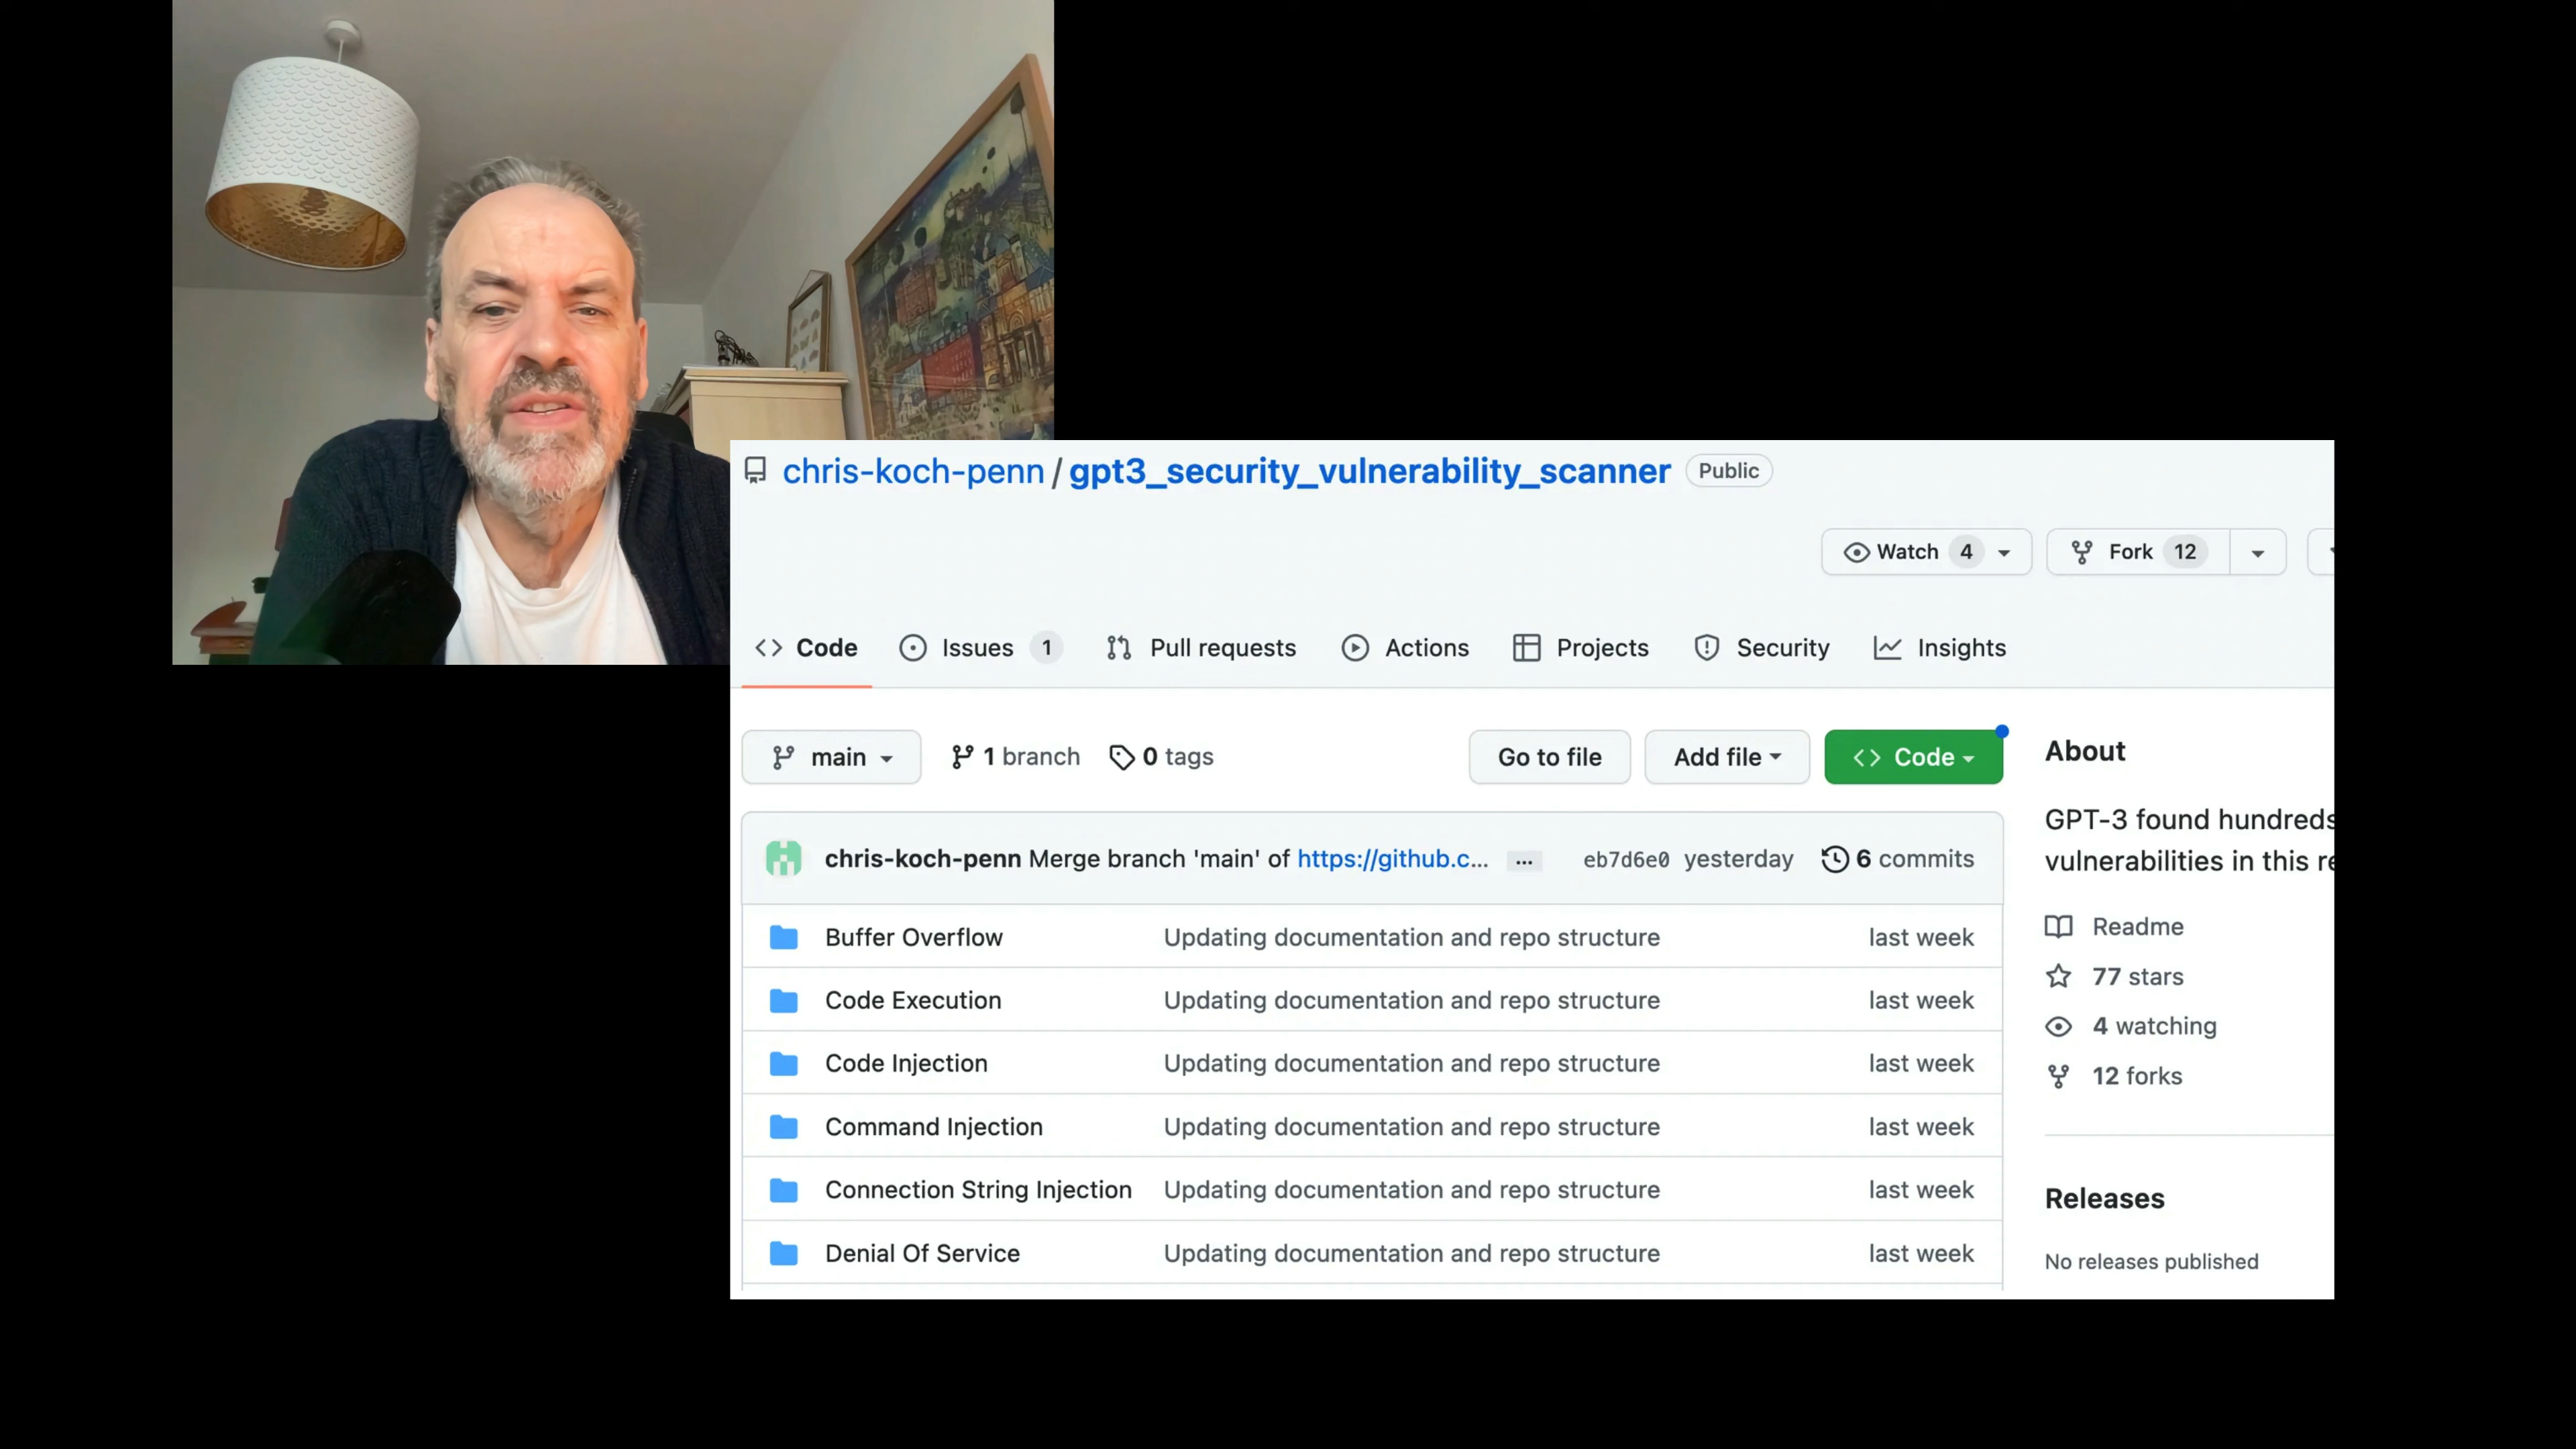 chris-koch-penn / gpt3_security_vulnerability_scanner Public
Watch 4 Fork 12
Code Issues 1 Pull requests Actions Projects Security Insights
main 1 branch 0 tags Go to file Add file Code
chris-koch-penn Merge branch 'main' of https://github.c... ... eb7d6e0 yesterday 6 commits
Buffer Overflow Updating documentation and repo structure last week
Code Execution Updating documentation and repo structure last week
Code Injection Updating documentation and repo structure last week
Command Injection Updating documentation and repo structure last week
Connection String Injection Updating documentation and repo structure last week
Denial Of Service Updating documentation and repo structure last week
About
GPT-3 found hundreds
vulnerabilities in this re
Readme
77 stars
4 watching
12 forks
Releases
No releases published